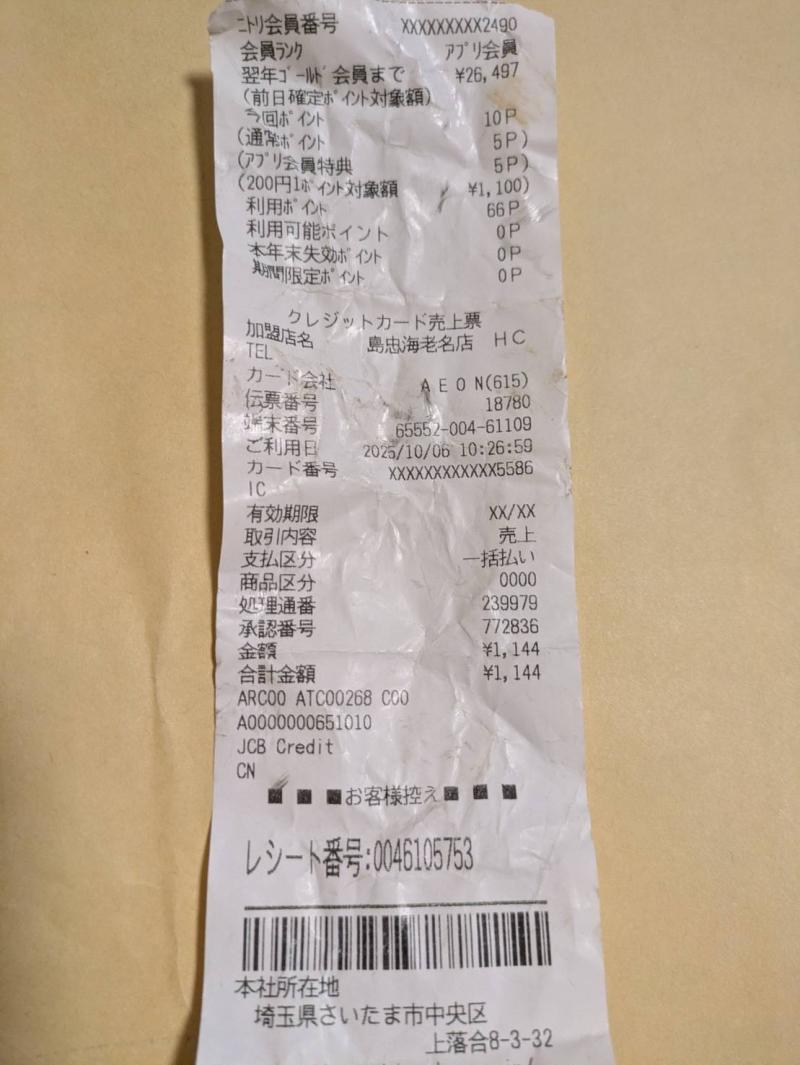 ニトリ会員番号 XXXXXXXXX2490
会員ランク アプリ会員
翌年ゴールド会員まで ¥26,497
(前日確定ポイント対象額)
今回ポイント 10P
(通常ポイント 5P)
(アプリ会員特典 5P)
(200円1ポイント対象額 ¥1,100)
利用ポイント 66P
利用可能ポイント 0P
本年末失効ポイント 0P
期間限定ポイント 0P
クレジットカード売上票
加盟店名 島忠海老名店 HC
TEL
カード会社 AEON(615)
伝票番号 18780
端末番号 65552-004-61109
ご利用日 2025/10/06 10:26:59
カード番号 XXXXXXXXXXXX5586
IC
有効期限 XX/XX
取引内容 売上
支払区分 一括払い
商品区分 0000
処理通番 239979
承認番号 772836
金額 ¥1,144
合計金額 ¥1,144
ARC00 ATC00268 C00
A0000000651010
JCB Credit
CN
■ ■ ■お客様控え■ ■ ■
レシート番号:0046105753
本社所在地
埼玉県さいたま市中央区
上落合8-3-32